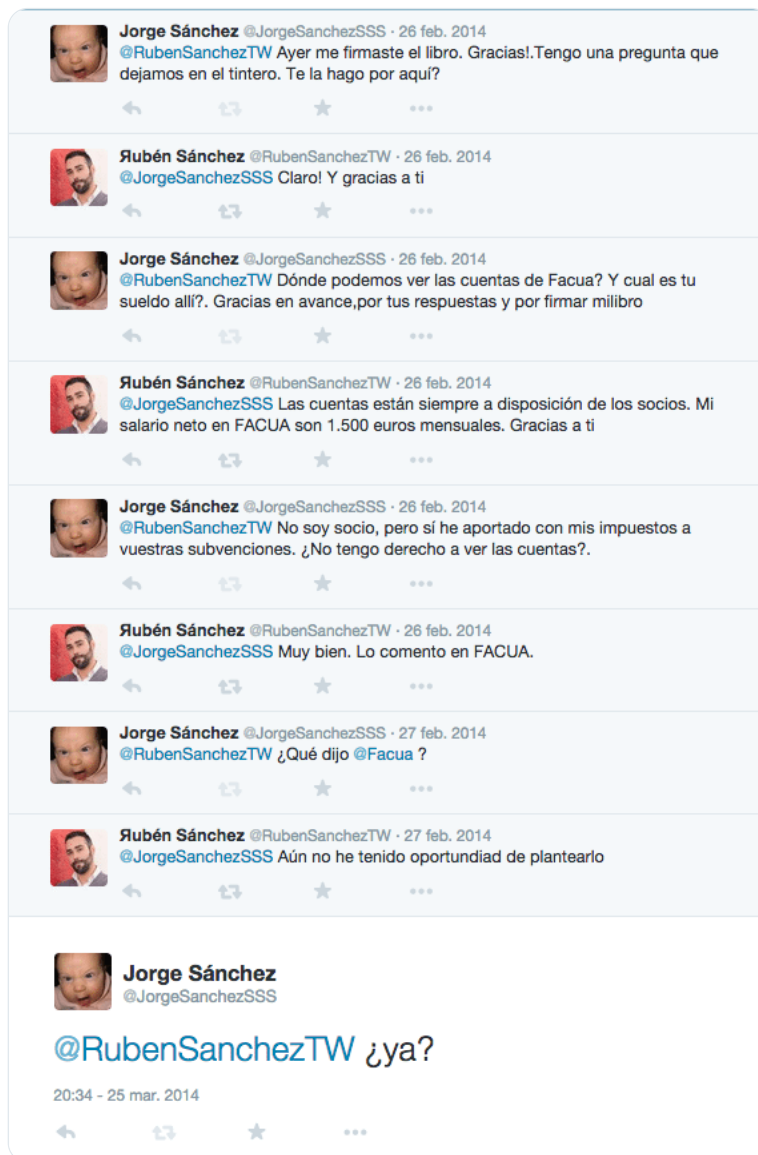 Jorge Sánchez @JorgeSanchezSSS · 26 feb. 2014
@RubenSanchezTW Ayer me firmaste el libro. Gracias!.Tengo una pregunta que
dejamos en el tintero. Te la hago por aquí?
Яubén Sánchez @RubenSanchezTW · 26 feb. 2014
@JorgeSanchezSSS Claro! Y gracias a ti
Jorge Sánchez @JorgeSanchezSSS · 26 feb. 2014
@RubenSanchezTW Dónde podemos ver las cuentas de Facua? Y cual es tu
sueldo allí?. Gracias en avance,por tus respuestas y por firmar milibro
Яubén Sánchez @RubenSanchezTW · 26 feb. 2014
@JorgeSanchezSSS Las cuentas están siempre a disposición de los socios. Mi
salario neto en FACUA son 1.500 euros mensuales. Gracias a ti
Jorge Sánchez @JorgeSanchezSSS · 26 feb. 2014
@RubenSanchezTW No soy socio, pero sí he aportado con mis impuestos a
vuestras subvenciones. ¿No tengo derecho a ver las cuentas?.
Яubén Sánchez @RubenSanchezTW · 26 feb. 2014
@JorgeSanchezSSS Muy bien. Lo comento en FACUA.
Jorge Sánchez @JorgeSanchezSSS · 27 feb. 2014
@RubenSanchezTW ¿Qué dijo @Facua ?
Яubén Sánchez @RubenSanchezTW · 27 feb. 2014
@JorgeSanchezSSS Aún no he tenido oportundiad de plantearlo
Jorge Sánchez
@JorgeSanchezSSS
@RubenSanchezTW ¿ya?
20:34 - 25 mar. 2014